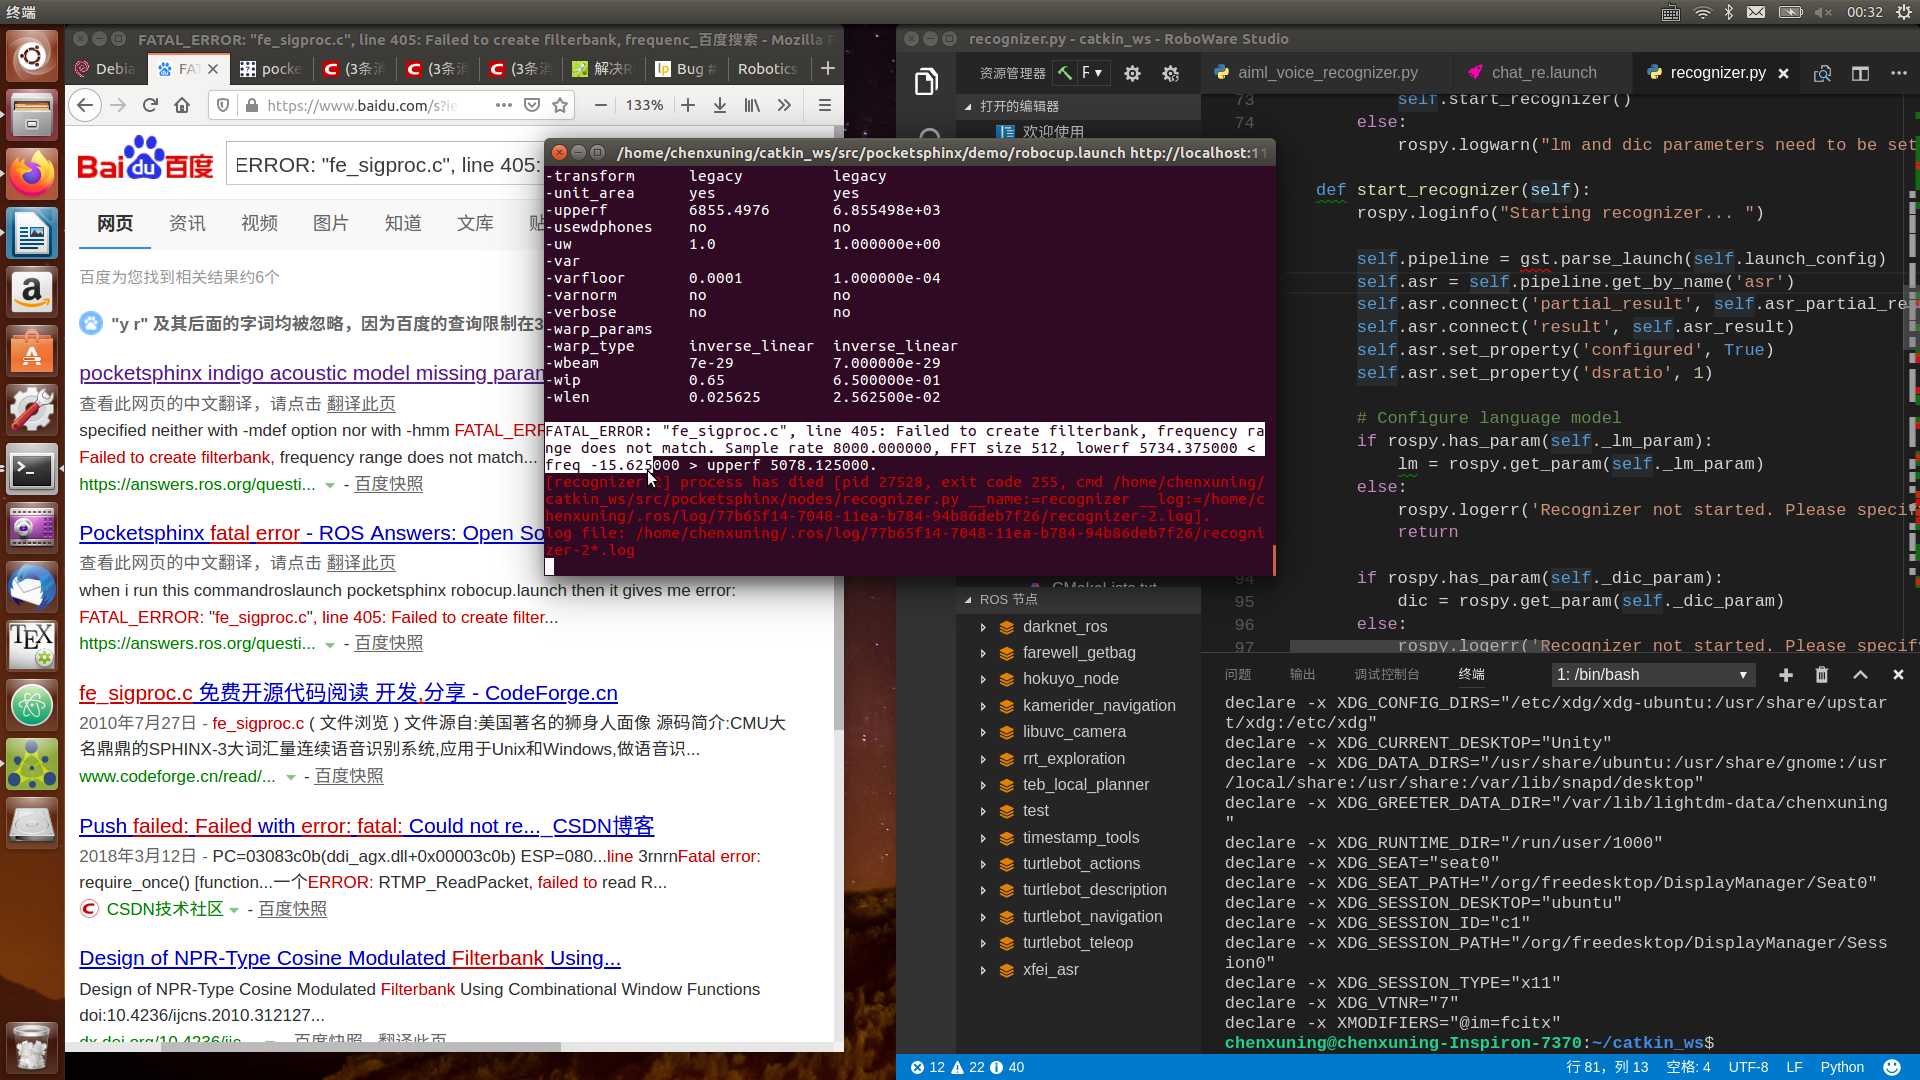 终端
00:32
FATAL_ERROR: "fe_sigproc.c", line 405: Failed to create filterbank, frequenc_百度搜索 - Mozilla F
Debia
FAT
pocke
(3条消
(3条消
(3条消
解决R
Bug #
Robotics
https://www.baidu.com/s?ie
133%
Bai 百度
ERROR: "fe_sigproc.c", line 405:
网页 资讯 视频 图片 知道 文库 贴
百度为您找到相关结果约6个
"y r" 及其后面的字词均被忽略，因为百度的查询限制在3
pocketsphinx indigo acoustic model missing paran
查看此网页的中文翻译，请点击 翻译此页
specified neither with -mdef option nor with -hmm FATAL_ERF
Failed to create filterbank, frequency range does not match.
https://answers.ros.org/questi... - 百度快照
Pocketsphinx fatal error - ROS Answers: Open So
查看此网页的中文翻译，请点击 翻译此页
when i run this commandroslaunch pocketsphinx robocup.launch then it gives me error:
FATAL_ERROR: "fe_sigproc.c", line 405: Failed to create filter...
https://answers.ros.org/questi... - 百度快照
fe_sigproc.c 免费开源代码阅读 开发,分享 - CodeForge.cn
2010年7月27日 - fe_sigproc.c ( 文件浏览 ) 文件源自:美国著名的狮身人面像 源码简介:CMU大
名鼎鼎的SPHINX-3大词汇量连续语音识别系统,应用于Unix和Windows,做语音识...
www.codeforge.cn/read/... - 百度快照
Push failed: Failed with error: fatal: Could not re..._CSDN博客
2018年3月12日 - PC=03083c0b(ddi_agx.dll+0x00003c0b) ESP=080...line 3rnrnFatal error:
require_once() [function...一个ERROR: RTMP_ReadPacket, failed to read R...
CSDN技术社区 - 百度快照
Design of NPR-Type Cosine Modulated Filterbank Using...
Design of NPR-Type Cosine Modulated Filterbank Using Combinational Window Functions
doi:10.4236/ijcns.2010.312127...
dx.doi.org/10.4236/ijc... - 百度快照 - 翻译此页
/home/chenxuning/catkin_ws/src/pocketsphinx/demo/robocup.launch http://localhost:11
-transform legacy legacy
-unit_area yes yes
-upperf 6855.4976 6.855498e+03
-usewdphones no no
-uw 1.0 1.000000e+00
-var
-varfloor 0.0001 1.000000e-04
-varnorm no no
-verbose no no
-warp_params
-warp_type inverse_linear inverse_linear
-wbeam 7e-29 7.000000e-29
-wip 0.65 6.500000e-01
-wlen 0.025625 2.562500e-02
FATAL_ERROR: "fe_sigproc.c", line 405: Failed to create filterbank, frequency ra
nge does not match. Sample rate 8000.000000, FFT size 512, lowerf 5734.375000 <
freq -15.625000 > upperf 5078.125000.
[recognizer-2] process has died [pid 27528, exit code 255, cmd /home/chenxuning/
catkin_ws/src/pocketsphinx/nodes/recognizer.py __name:=recognizer __log:=/home/c
henxuning/.ros/log/77b65f14-7048-11ea-b784-94b86deb7f26/recognizer-2.log].
log file: /home/chenxuning/.ros/log/77b65f14-7048-11ea-b784-94b86deb7f26/recogni
zer-2*.log
recognizer.py - catkin_ws - RoboWare Studio
资源管理器
F
aiml_voice_recognizer.py
chat_re.launch
recognizer.py
打开的编辑器
欢迎使用
CMakeLists.txt
ROS 节点
darknet_ros
farewell_getbag
hokuyo_node
kamerider_navigation
libuvc_camera
rrt_exploration
teb_local_planner
test
timestamp_tools
turtlebot_actions
turtlebot_description
turtlebot_navigation
turtlebot_teleop
xfei_asr
73 self.start_recognizer()
74 else:
rospy.logwarn("lm and dic parameters need to be set
def start_recognizer(self):
rospy.loginfo("Starting recognizer... ")
self.pipeline = gst.parse_launch(self.launch_config)
self.asr = self.pipeline.get_by_name('asr')
self.asr.connect('partial_result', self.asr_partial_re
self.asr.connect('result', self.asr_result)
self.asr.set_property('configured', True)
self.asr.set_property('dsratio', 1)
# Configure language model
if rospy.has_param(self._lm_param):
lm = rospy.get_param(self._lm_param)
else:
rospy.logerr('Recognizer not started. Please specif
return
94 if rospy.has_param(self._dic_param):
95 dic = rospy.get_param(self._dic_param)
96 else:
97 rospy.logerr('Recognizer not started. Please specify
问题 输出 调试控制台 终端 1: /bin/bash
declare -x XDG_CONFIG_DIRS="/etc/xdg/xdg-ubuntu:/usr/share/upstar
t/xdg:/etc/xdg"
declare -x XDG_CURRENT_DESKTOP="Unity"
declare -x XDG_DATA_DIRS="/usr/share/ubuntu:/usr/share/gnome:/usr
/local/share:/usr/share:/var/lib/snapd/desktop"
declare -x XDG_GREETER_DATA_DIR="/var/lib/lightdm-data/chenxuning
"
declare -x XDG_RUNTIME_DIR="/run/user/1000"
declare -x XDG_SEAT="seat0"
declare -x XDG_SEAT_PATH="/org/freedesktop/DisplayManager/Seat0"
declare -x XDG_SESSION_DESKTOP="ubuntu"
declare -x XDG_SESSION_ID="c1"
declare -x XDG_SESSION_PATH="/org/freedesktop/DisplayManager/Sess
ion0"
declare -x XDG_SESSION_TYPE="x11"
declare -x XDG_VTNR="7"
declare -x XMODIFIERS="@im=fcitx"
chenxuning@chenxuning-Inspiron-7370:~/catkin_ws$
12 22 40
行 81，列 13 空格: 4 UTF-8 LF Python